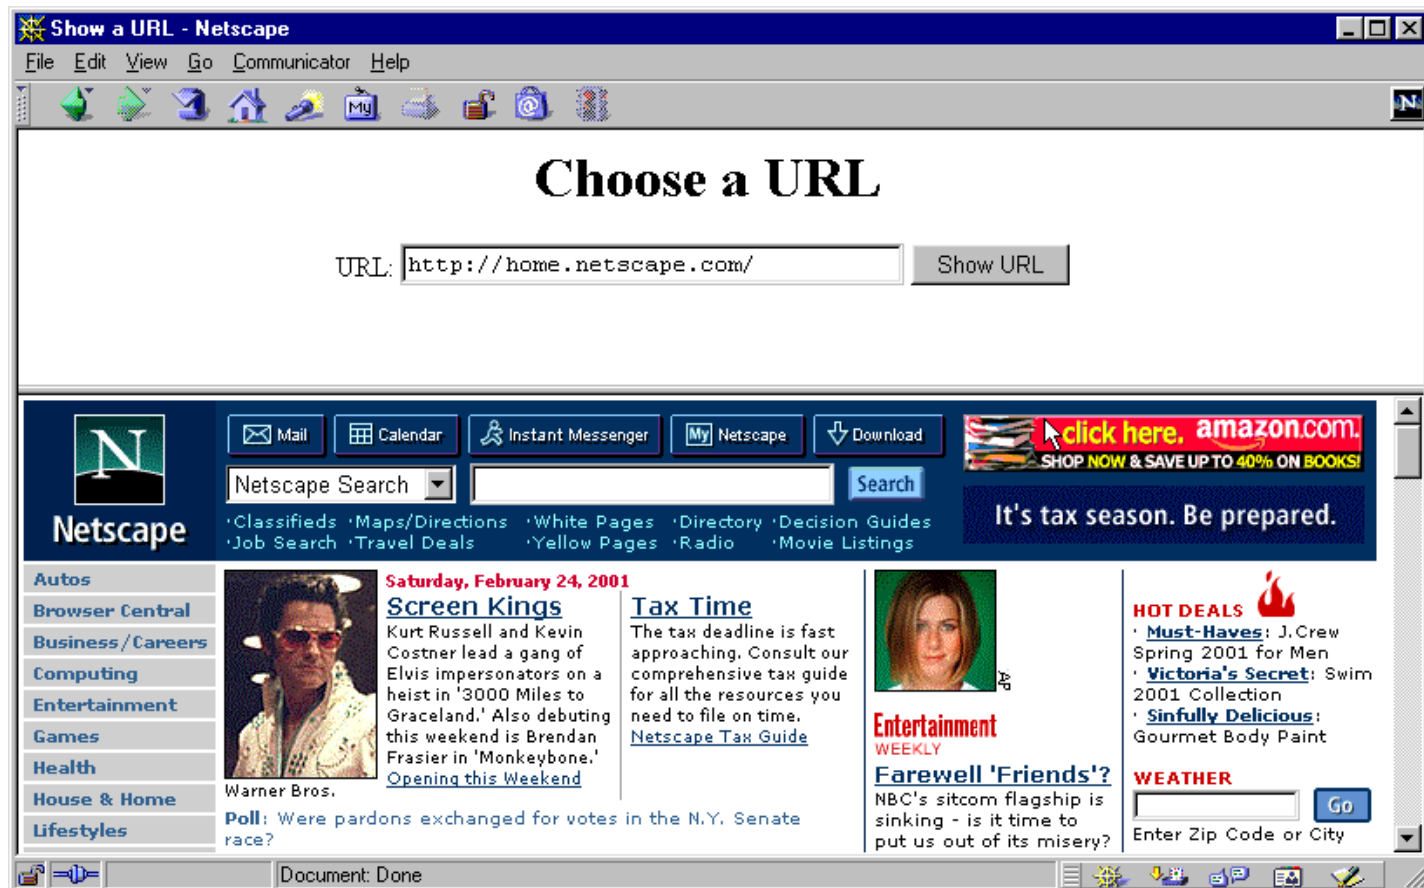 Show a URL - Netscape
File Edit View Go Communicator Help
My
N
Choose a URL
URL: http://home.netscape.com/ Show URL
N
Netscape
Mail Calendar Instant Messenger My Netscape Download
Netscape Search Search
·Classifieds ·Maps/Directions ·White Pages ·Directory ·Decision Guides
·Job Search ·Travel Deals ·Yellow Pages ·Radio ·Movie Listings
click here. amazon.com.
SHOP NOW & SAVE UP TO 40% ON BOOKS!
It's tax season. Be prepared.
Autos
Browser Central
Business/Careers
Computing
Entertainment
Games
Health
House & Home
Lifestyles
Saturday, February 24, 2001
Screen Kings
Kurt Russell and Kevin
Costner lead a gang of
Elvis impersonators on a
heist in '3000 Miles to
Graceland.' Also debuting
this weekend is Brendan
Frasier in 'Monkeybone.'
Opening this Weekend
Warner Bros.
Tax Time
The tax deadline is fast
approaching. Consult our
comprehensive tax guide
for all the resources you
need to file on time.
Netscape Tax Guide
Poll: Were pardons exchanged for votes in the N.Y. Senate
race?
AP
Entertainment
WEEKLY
Farewell 'Friends'?
NBC's sitcom flagship is
sinking - is it time to
put us out of its misery?
HOT DEALS
· Must-Haves: J.Crew
Spring 2001 for Men
· Victoria's Secret: Swim
2001 Collection
· Sinfully Delicious:
Gourmet Body Paint
WEATHER
Go
Enter Zip Code or City
Document: Done